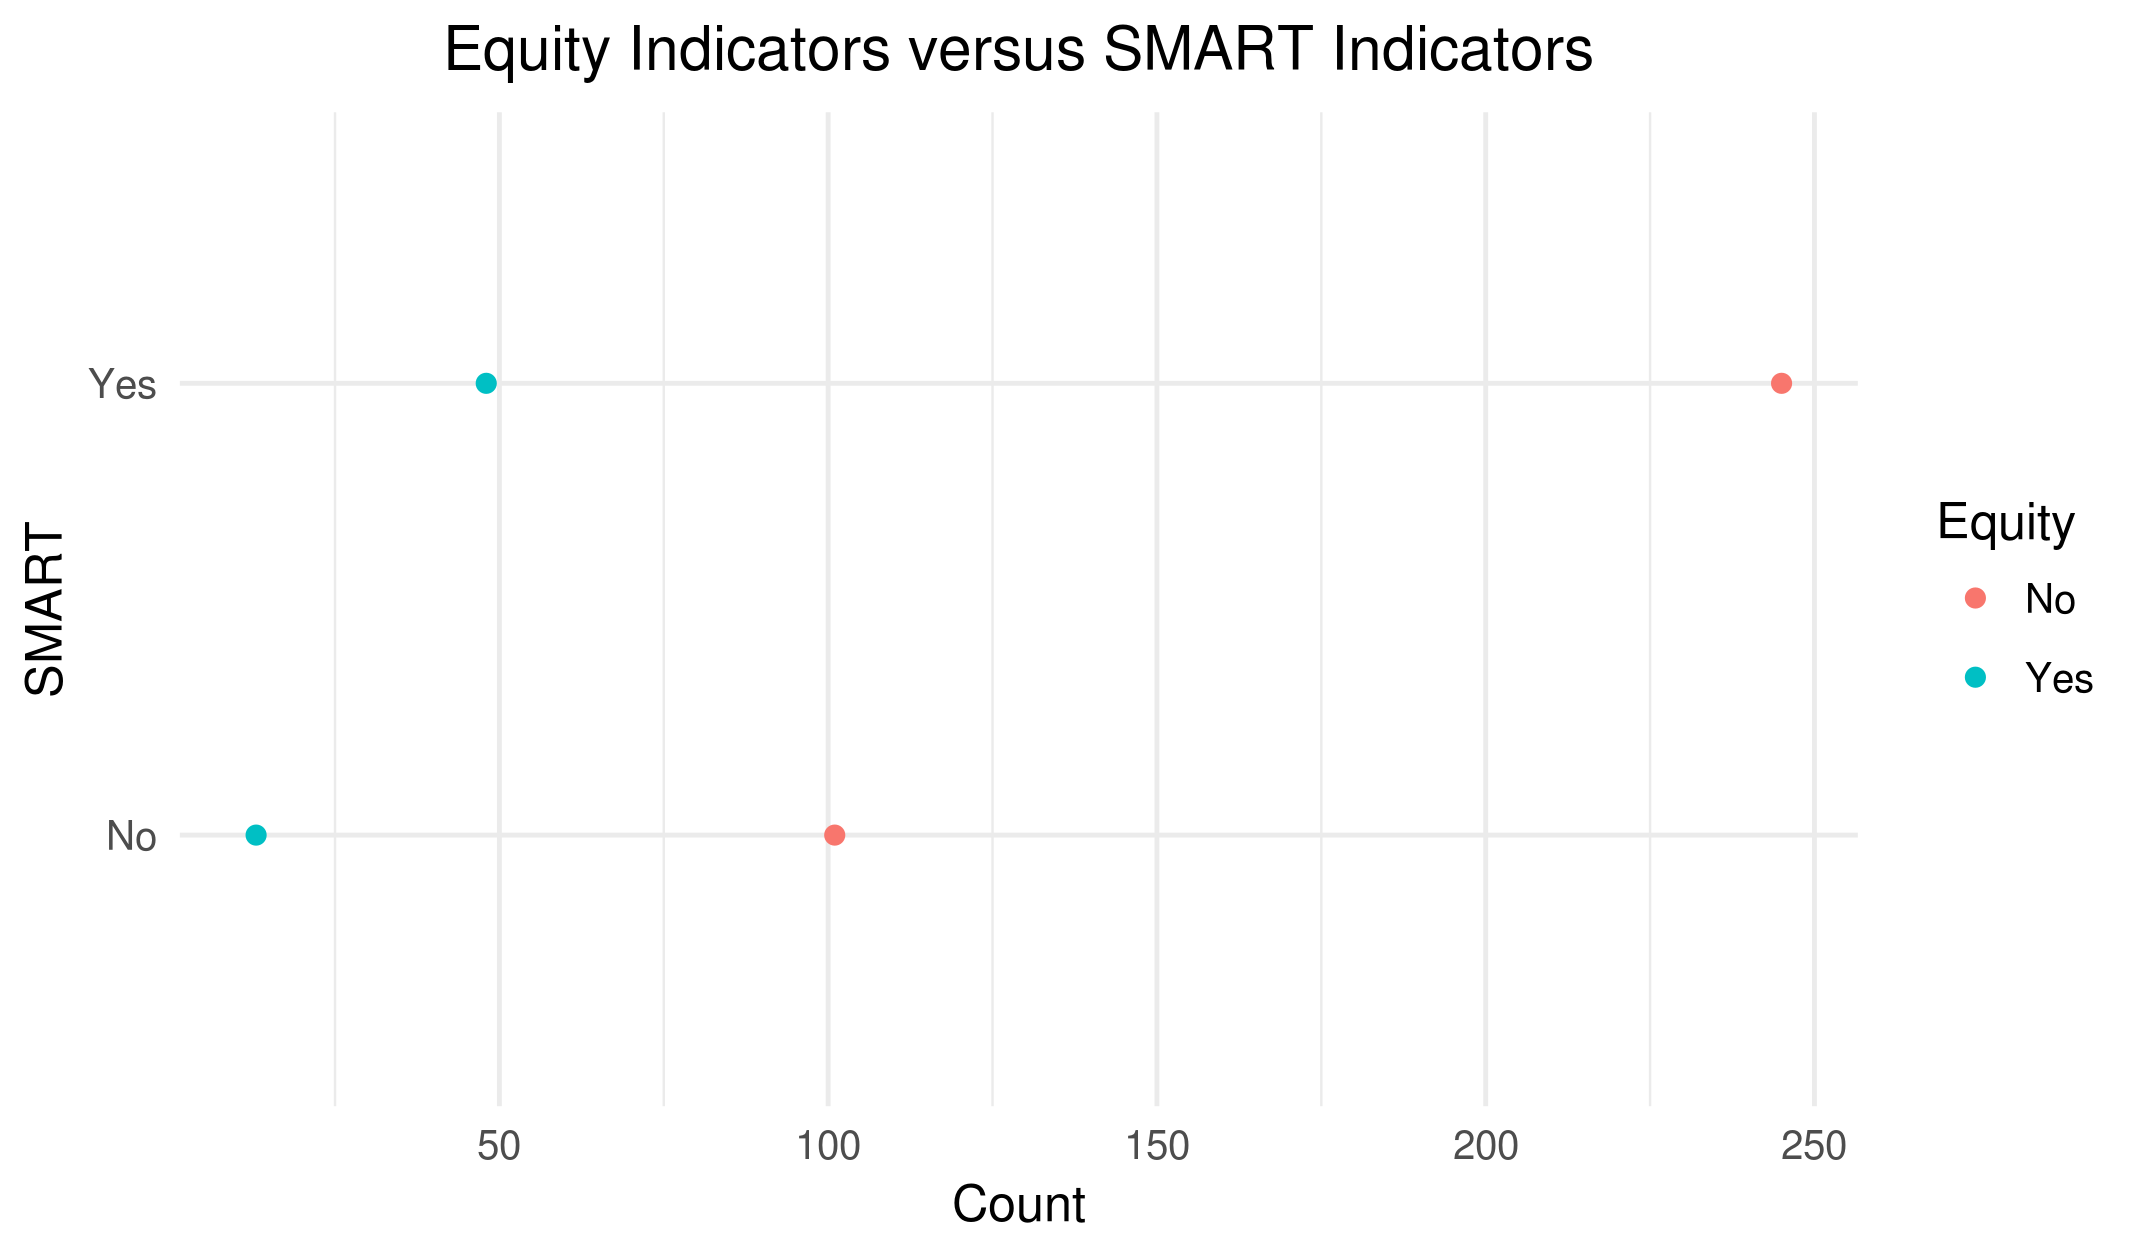 Equity Indicators versus SMART Indicators
Yes
No
SMART
50 100 150 200 250
Count
Equity
No
Yes